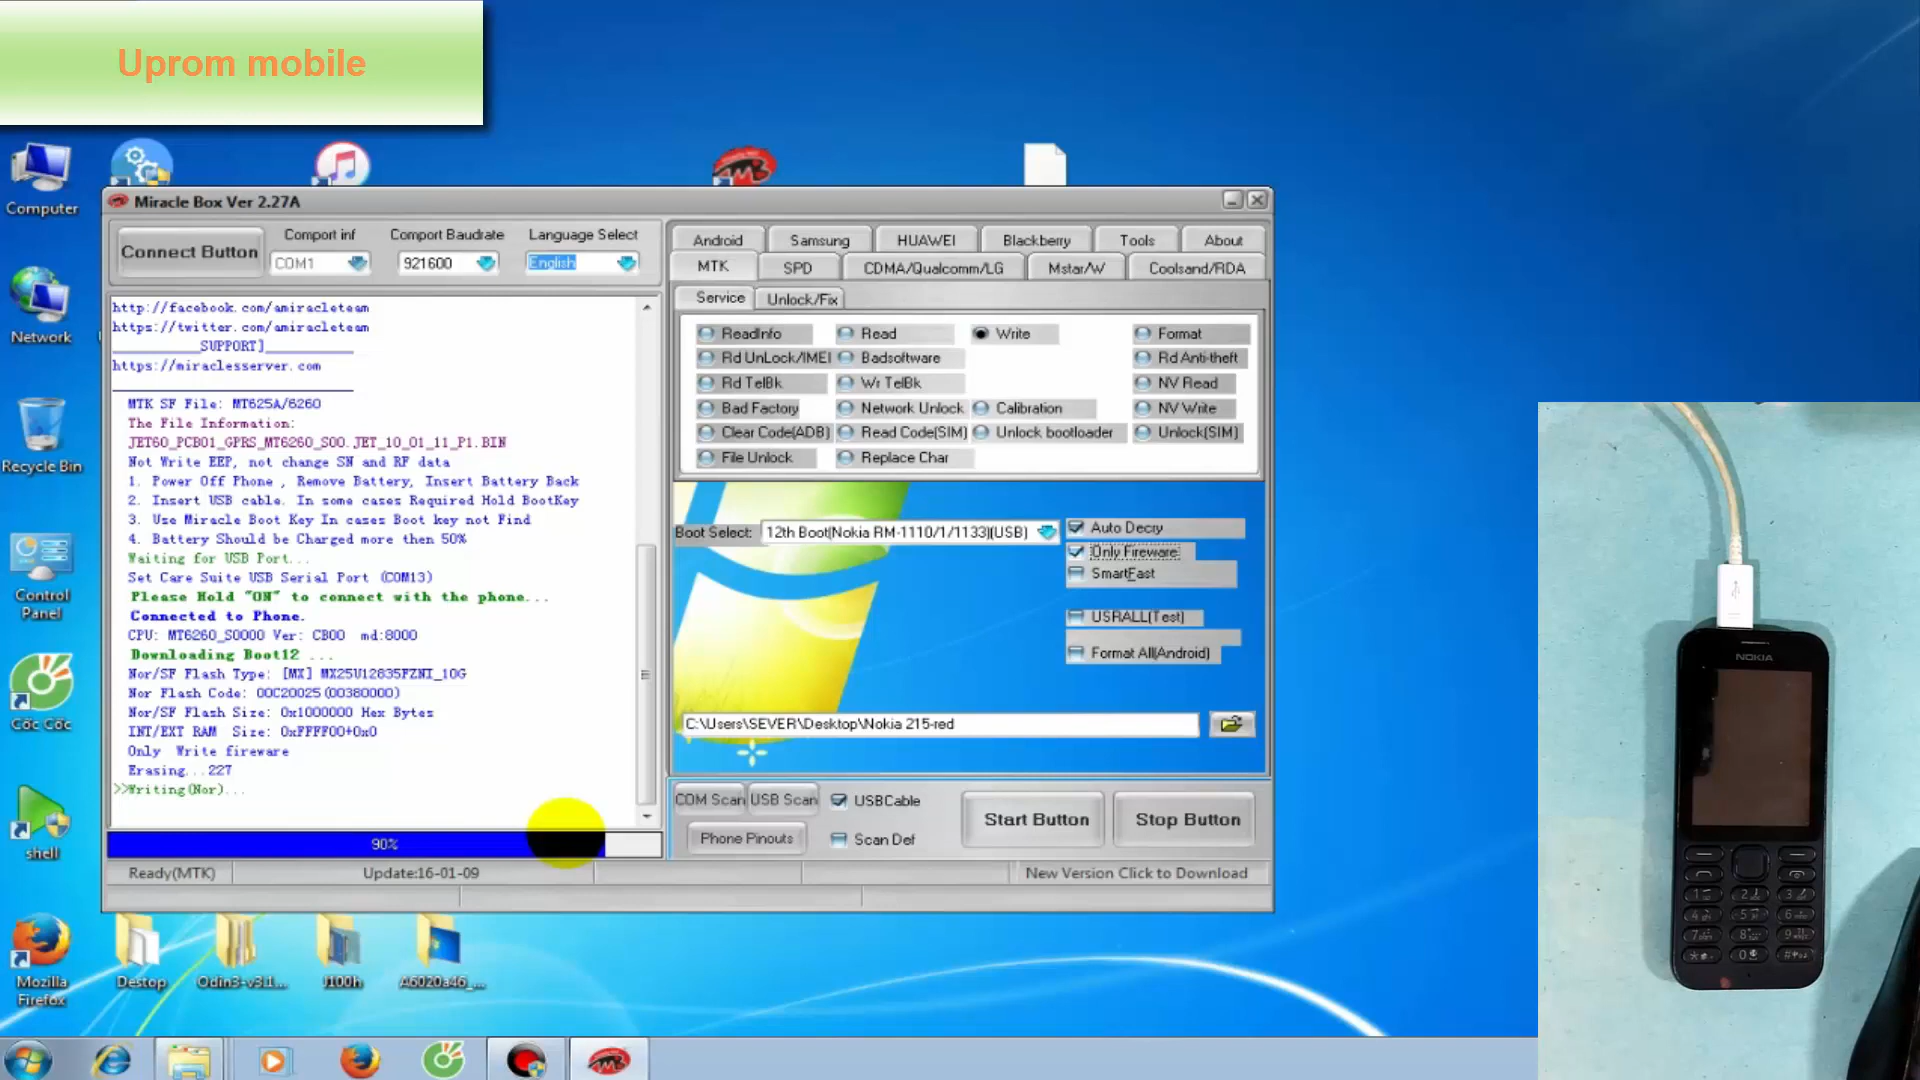 Uprom mobile
Computer
Network
Recycle Bin
Control
Panel
Cốc Cốc
shell
Mozilla
Firefox
Miracle Box Ver 2.27A
Connect Button
Comport inf
COM1
Comport Baudrate
921600
Language Select
English
http://facebook.com/amiracleteam
https://twitter.com/amiracleteam
__________SUPPORT]__________
https://miraclesserver.com
MTK SF File: MT625A/6260
The File Information:
JET60_PCB01_GPRS_MT6260_S00.JET_10_01_11_P1.BIN
Not Write EEP, not change SN and RF data
1. Power Off Phone , Remove Battery, Insert Battery Back
2. Insert USB cable. In some cases Required Hold BootKey
3. Use Miracle Boot Key In cases Boot key not Find
4. Battery Should be Charged more then 50%
Waiting for USB Port...
Set Care Suite USB Serial Port (COM13)
Please Hold "ON" to connect with the phone...
Connected to Phone.
CPU: MT6260_S0000 Ver: CB00 md:8000
Downloading Boot12 ...
Nor/SF Flash Type: [MX] MX25U12835FZNI_10G
Nor Flash Code: 00C20025(00380000)
Nor/SF Flash Size: 0x1000000 Hex Bytes
INT/EXT RAM Size: 0xFFFF00+0x0
Only Write fireware
Erasing...227
>>Writing(Nor)...
90%
Ready(MTK)
Update:16-01-09
New Version Click to Download
Android
Samsung
HUAWEI
Blackberry
Tools
About
MTK
SPD
CDMA/Qualcomm/LG
Mstar/W
Coolsand/RDA
Service
Unlock/Fix
ReadInfo
Read
Write
Format
Rd UnLock/IMEI
Badsoftware
Rd Anti-theft
Rd TelBk
Wr TelBk
NV Read
Bad Factory
Network Unlock
Calibration
NV Write
Clear Code(ADB)
Read Code(SIM)
Unlock bootloader
Unlock(SIM)
File Unlock
Replace Char
Boot Select:
12th Boot(Nokia RM-1110/1/1133)(USB)
Auto Decry
Only Fireware
SmartFast
USRALL(Test)
Format All(Android)
C:\Users\SEVER\Desktop\Nokia 215-red
COM Scan
USB Scan
USBCable
Phone Pinouts
Scan Def
Start Button
Stop Button
Destop
Odin3-v3.1...
J100h
A6020a46_...
NOKIA